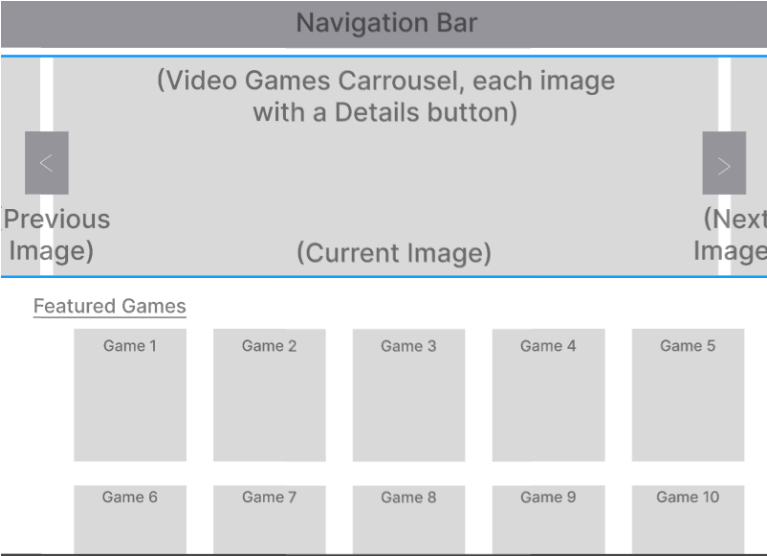 Navigation Bar
(Video Games Carrousel, each image
with a Details button)
<
>
(Previous
Image)
(Current Image)
(Next
Image
Featured Games
Game 1
Game 2
Game 3
Game 4
Game 5
Game 6
Game 7
Game 8
Game 9
Game 10